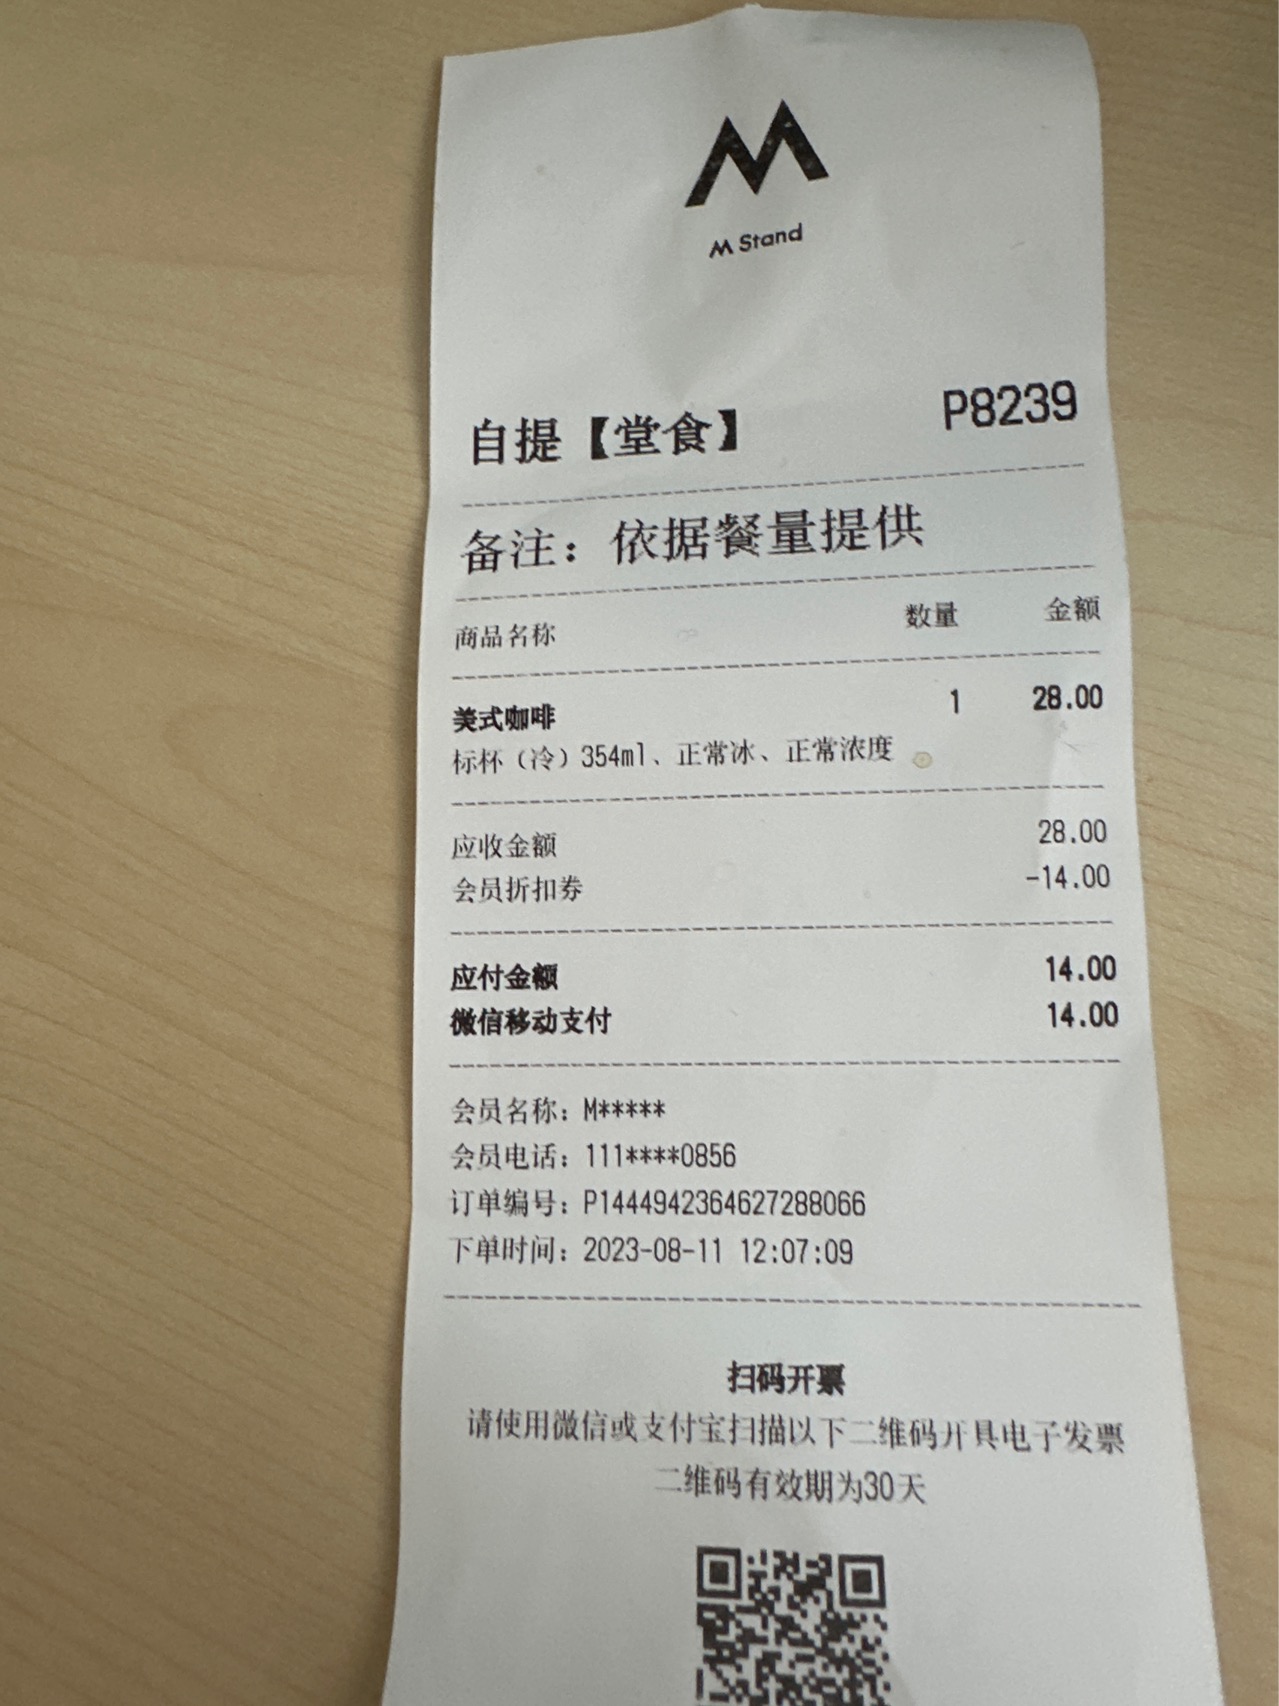 M Stand
自提【堂食】 P8239
备注：依据餐量提供
商品名称 数量 金额
美式咖啡 1 28.00
标杯（冷）354ml、正常冰、正常浓度
应收金额 28.00
会员折扣券 -14.00
应付金额 14.00
微信移动支付 14.00
会员名称：M*****
会员电话：111****0856
订单编号：P1444942364627288066
下单时间：2023-08-11 12:07:09
扫码开票
请使用微信或支付宝扫描以下二维码开具电子发票
二维码有效期为30天